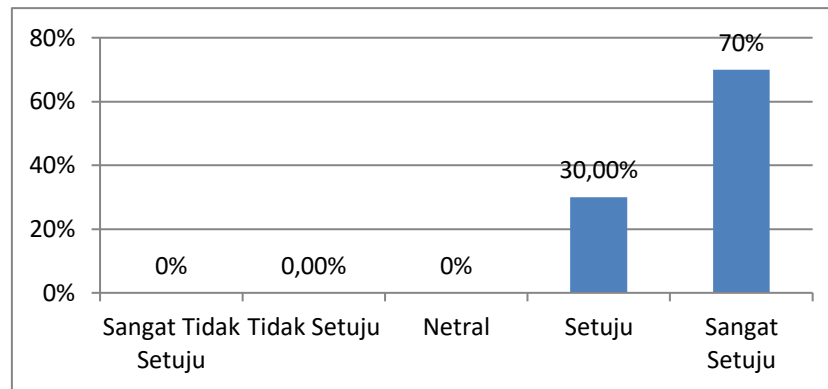 80%
60%
40%
20%
0%
0%
0,00%
0%
30,00%
70%
Sangat Tidak Setuju
Tidak Setuju
Netral
Setuju
Sangat
Setuju